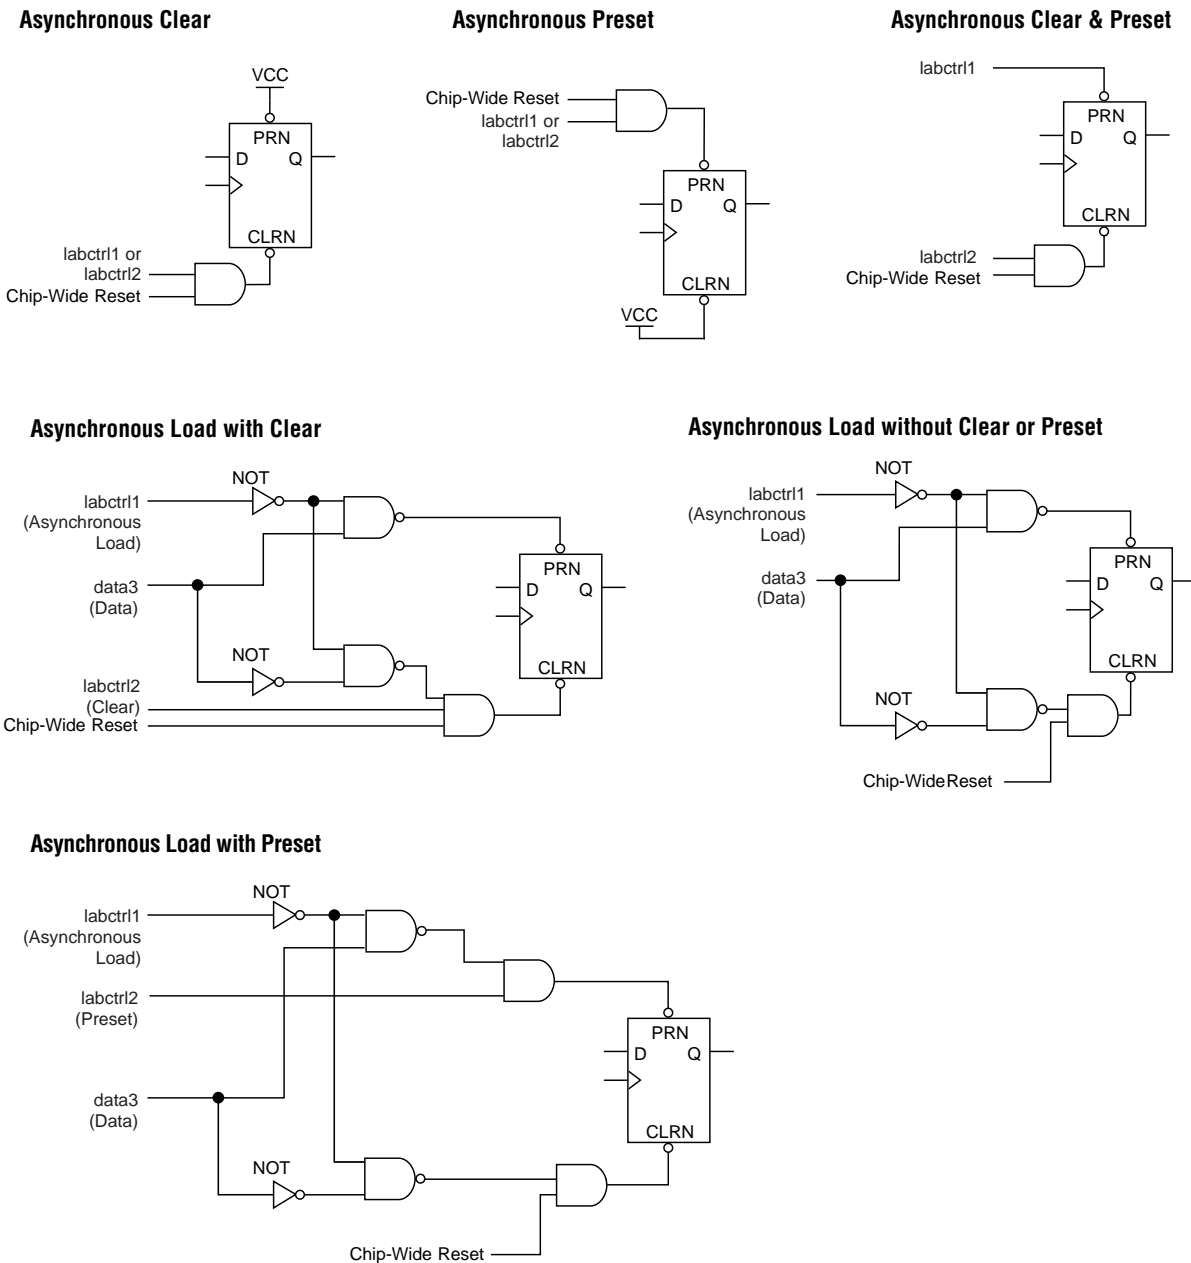 Asynchronous Clear
VCC
PRN
D Q
CLRN
labctrl1 or
labctrl2
Chip-Wide Reset
Asynchronous Preset
Chip-Wide Reset
labctrl1 or
labctrl2
PRN
D Q
CLRN
VCC
Asynchronous Clear & Preset
labctrl1
PRN
D Q
CLRN
labctrl2
Chip-Wide Reset
Asynchronous Load with Clear
NOT
labctrl1
(Asynchronous
Load)
PRN
D Q
data3
(Data)
NOT
CLRN
labctrl2
(Clear)
Chip-Wide Reset
Asynchronous Load without Clear or Preset
NOT
labctrl1
(Asynchronous
Load)
PRN
D Q
data3
(Data)
CLRN
NOT
Chip-WideReset
Asynchronous Load with Preset
NOT
labctrl1
(Asynchronous
Load)
labctrl2
(Preset)
PRN
D Q
data3
(Data)
CLRN
NOT
Chip-Wide Reset